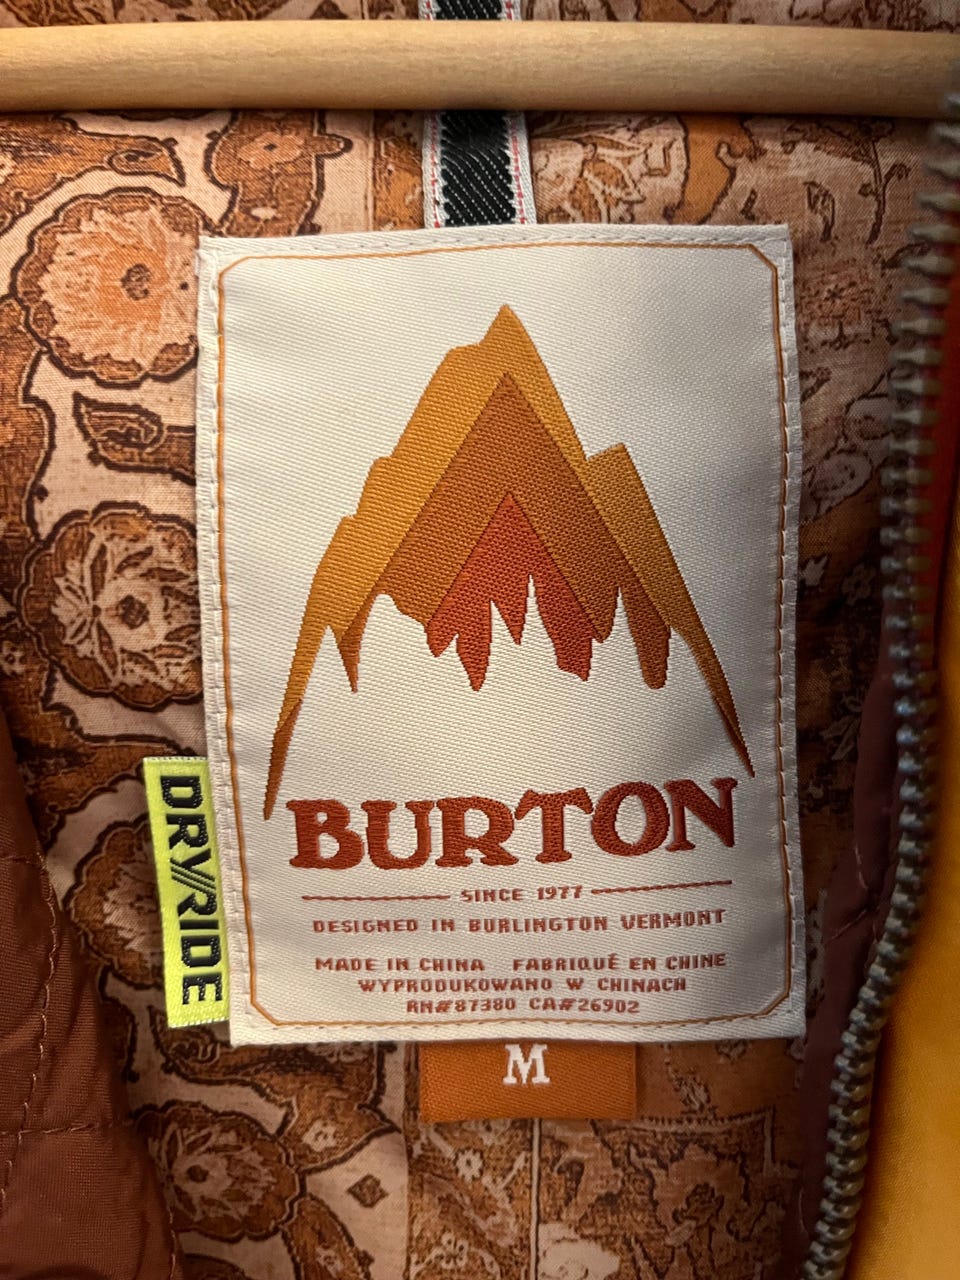 BURTON
SINCE 1977
DESIGNED IN BURLINGTON VERMONT
MADE IN CHINA FABRIQUÉ EN CHINE
WYPRODUKOWANO W CHINACH
RN#87380 CA#26902
M
DRY//RIDE